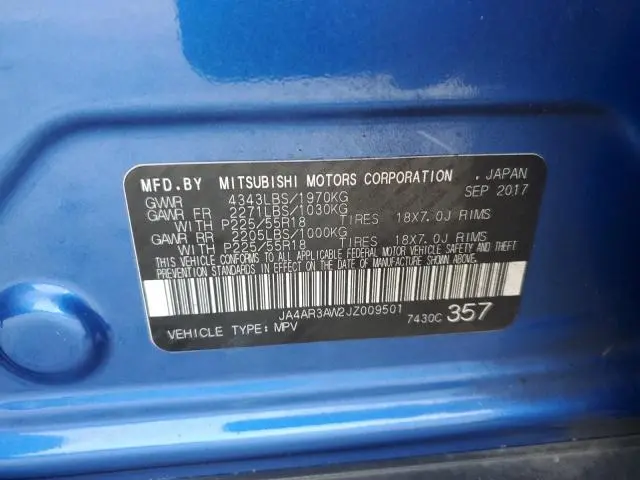 MFD.BY MITSUBISHI MOTORS CORPORATION . JAPAN
GVWR 4343LBS/1970KG SEP 2017
GAWR FR 2271LBS/1030KG
WITH P225/55R18 TIRES 18X7.0J RIMS
GAWR RR 2205LBS/1000KG
WITH P225/55R18 TIRES 18X7.0J RIMS
THIS VEHICLE CONFORMS TO ALL APPLICABLE FEDERAL MOTOR VEHICLE SAFETY AND THEFT
PREVENTION STANDARDS IN EFFECT ON THE DATE OF MANUFACTURE SHOWN ABOVE.
JA4AR3AW2JZ009501
VEHICLE TYPE: MPV 7430C 357